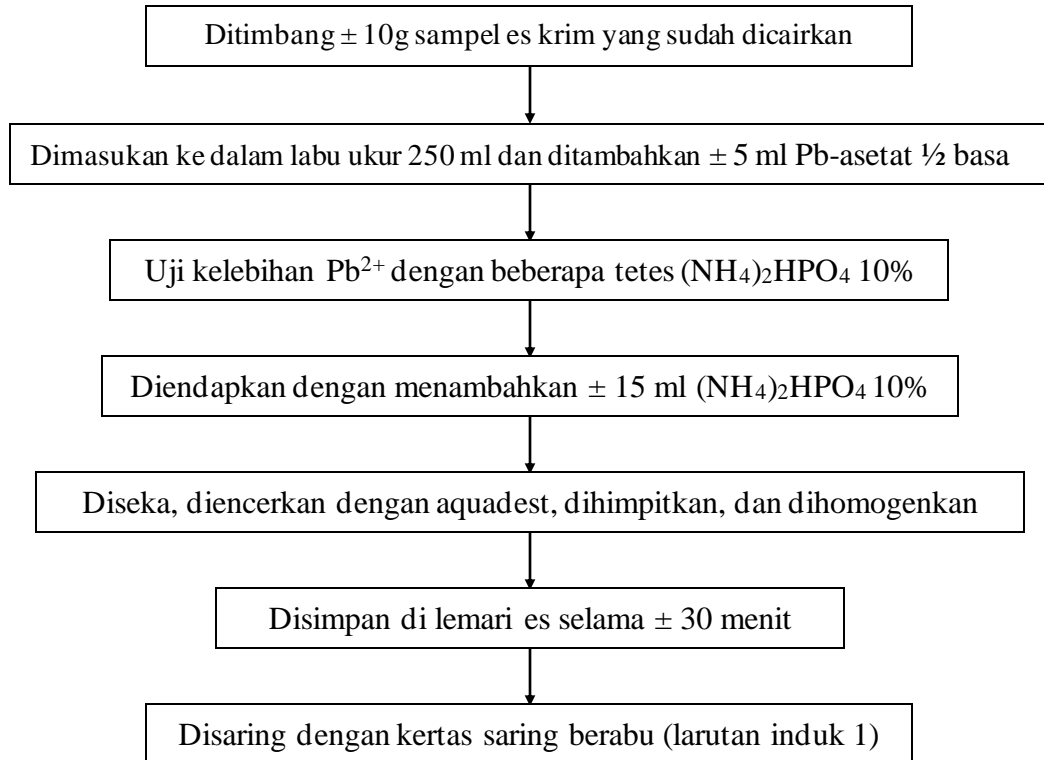 Ditimbang ± 10g sampel es krim yang sudah dicairkan
Dimasukan ke dalam labu ukur 250 ml dan ditambahkan ± 5 ml Pb-asetat ½ basa
Uji kelebihan Pb²⁺ dengan beberapa tetes (NH₄)₂HPO₄ 10%
Diendapkan dengan menambahkan ± 15 ml (NH₄)₂HPO₄ 10%
Diseka, diencerkan dengan aquadest, dihimpitkan, dan dihomogenkan
Disimpan di lemari es selama ± 30 menit
Disaring dengan kertas saring berabu (larutan induk 1)